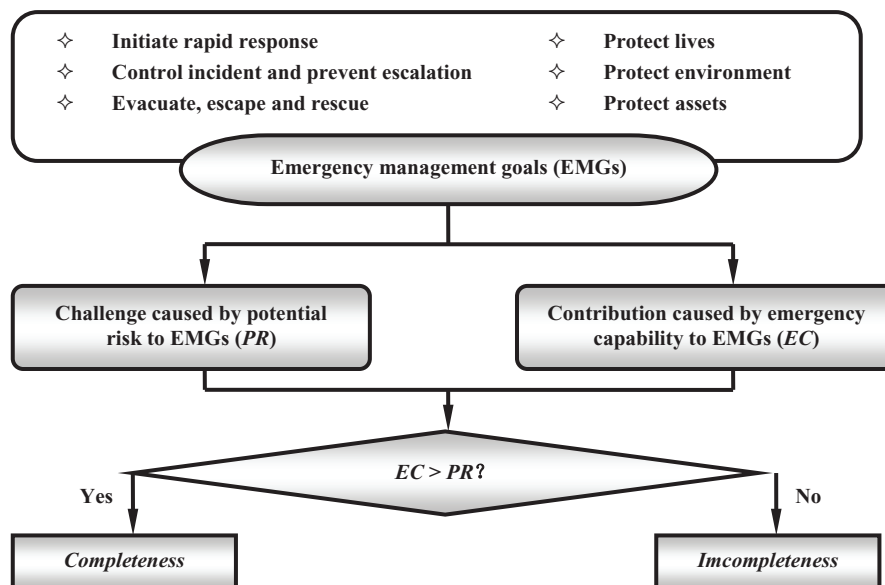 ✧ Initiate rapid response
✧ Control incident and prevent escalation
✧ Evacuate, escape and rescue
✧ Protect lives
✧ Protect environment
✧ Protect assets
Emergency management goals (EMGs)
Challenge caused by potential
risk to EMGs (PR)
Contribution caused by emergency
capability to EMGs (EC)
EC > PR?
Yes
No
Completeness
Imcompleteness